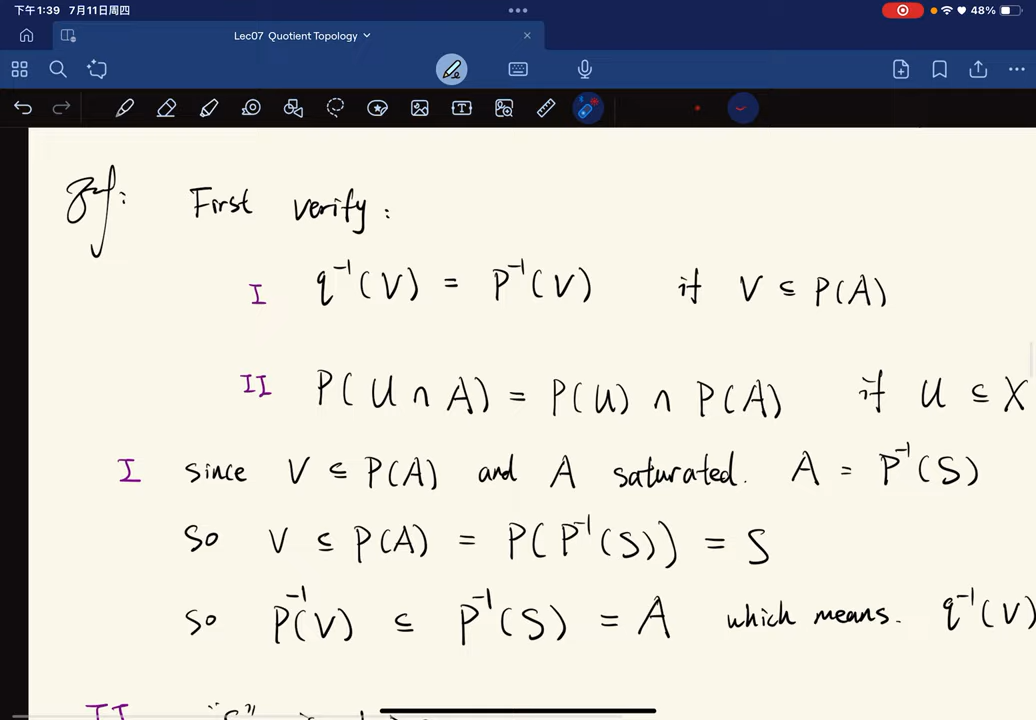 下午1:39 7月11日周四 48%
Lec07 Quotient Topology
First verify:
I q⁻¹(V) = P⁻¹(V) if V ⊆ P(A)
II P(U ∩ A) = P(U) ∩ P(A) if U ⊆ X
I since V ⊆ P(A) and A saturated. A = P⁻¹(S)
So V ⊆ P(A) = P(P⁻¹(S)) = S
so P⁻¹(V) ⊆ P⁻¹(S) = A which means. q⁻¹(V)
II